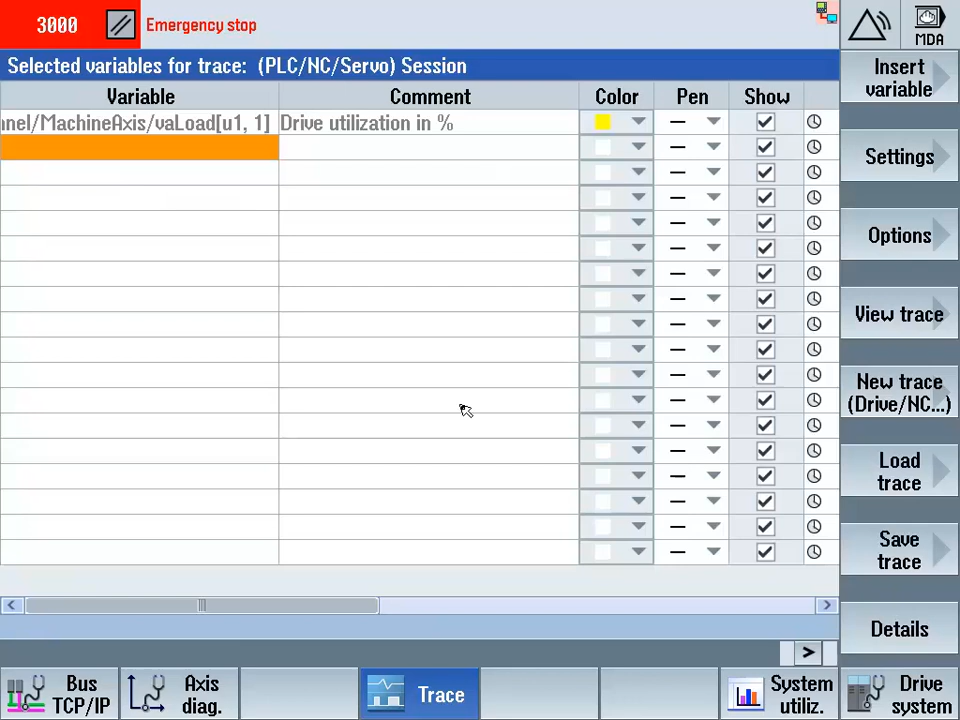 3000
Emergency stop
MDA
Selected variables for trace: (PLC/NC/Servo) Session
Variable
Comment
Color
Pen
Show
nnel/MachineAxis/vaLoad[u1, 1]
Drive utilization in %
Insert
variable
Settings
Options
View trace
New trace
(Drive/NC...)
Load
trace
Save
trace
Details
>
Bus
TCP/IP
Axis
diag.
Trace
System
utiliz.
Drive
system